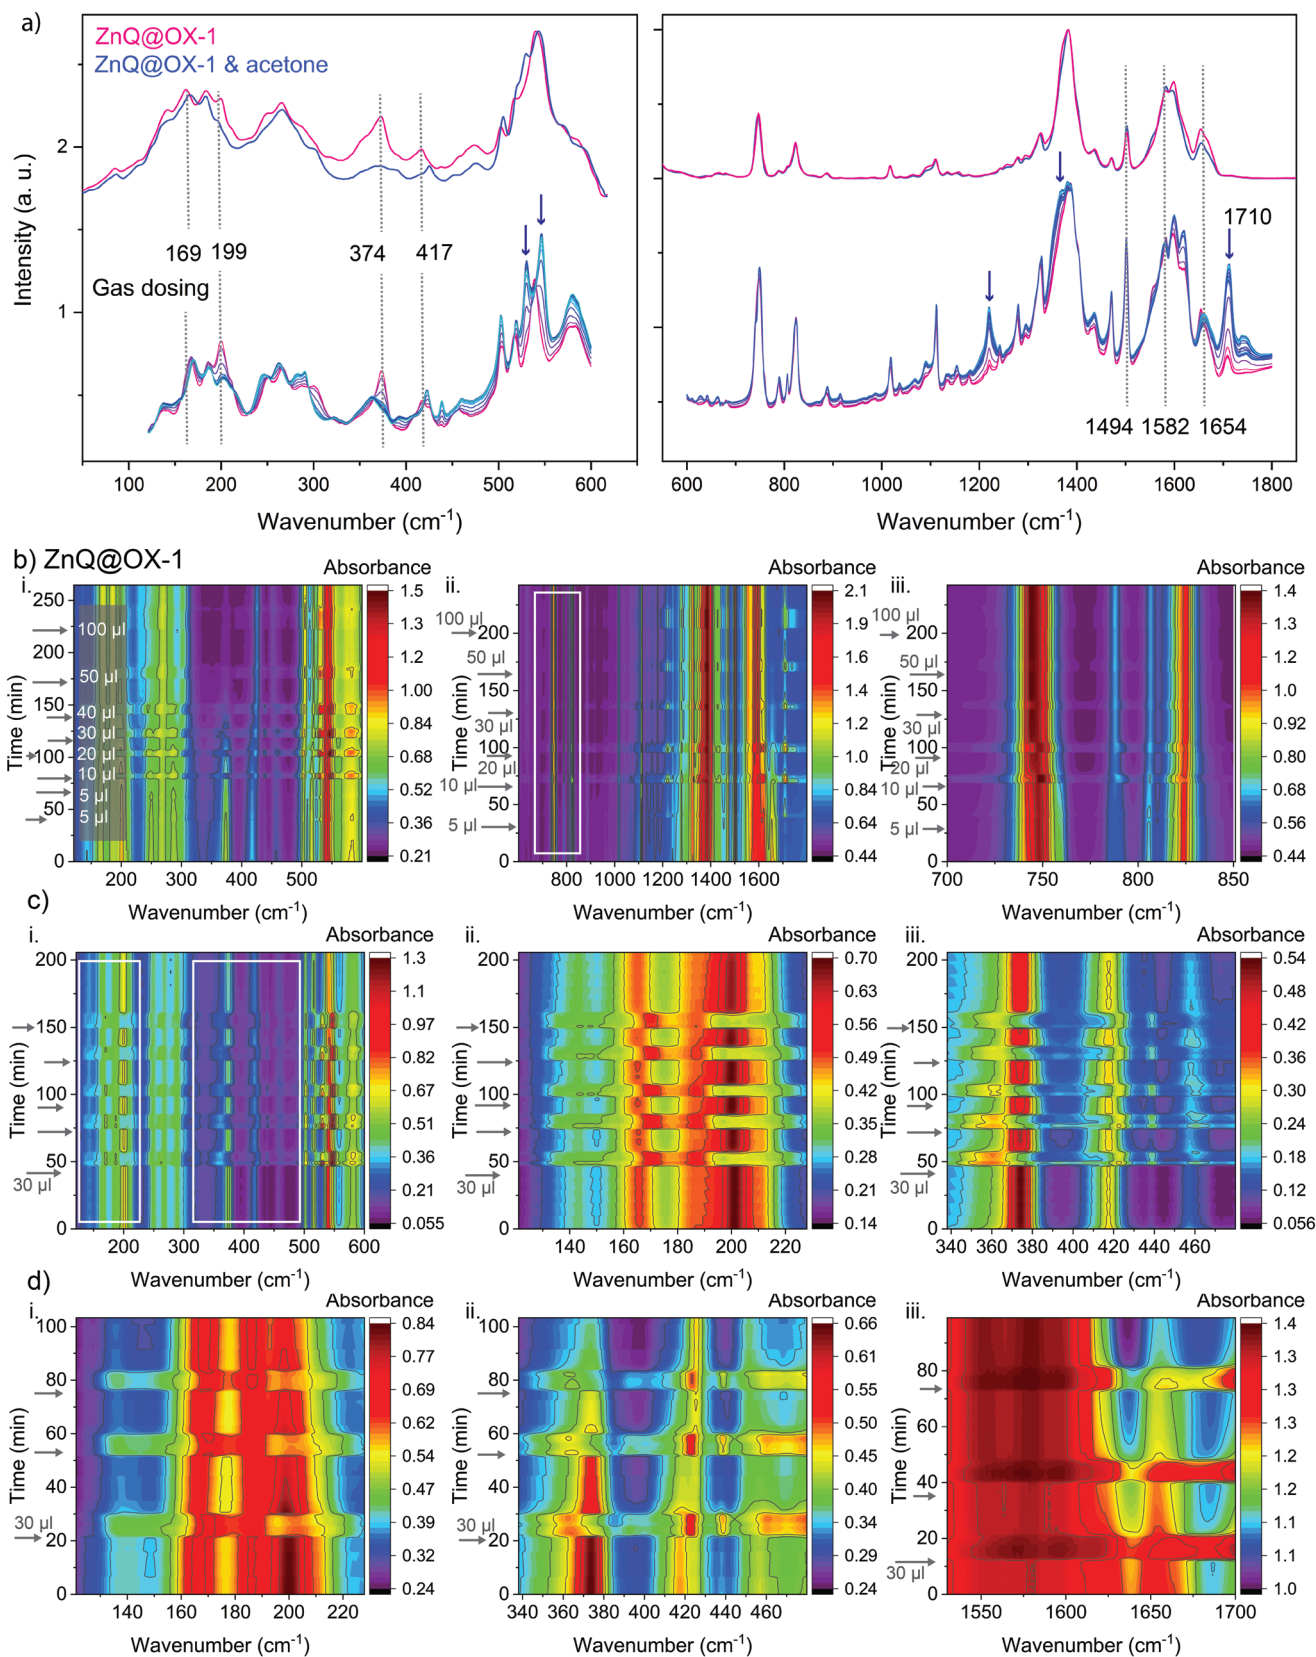 a)
ZnQ@OX-1
ZnQ@OX-1 & acetone
Intensity (a. u.)
2
1
169 199 374 417
Gas dosing
1710
1494 1582 1654
100 200 300 400 500 600
600 800 1000 1200 1400 1600 1800
Wavenumber (cm-1) Wavenumber (cm-1)
b) ZnQ@OX-1
i. Absorbance
Time (min)
250
200
150
100
50
0
100 µl
50 µl
40 µl
30 µl
20 µl
10 µl
5 µl
5 µl
1.5
1.3
1.2
1.00
0.84
0.68
0.52
0.36
0.21
200 300 400 500
Wavenumber (cm-1)
ii. Absorbance
Time (min)
200
150
100
50
0
100 µl
50 µl
30 µl
20 µl
10 µl
5 µl
2.1
1.9
1.6
1.4
1.2
1.0
0.84
0.64
0.44
800 1000 1200 1400 1600
Wavenumber (cm-1)
iii. Absorbance
Time (min)
200
150
100
50
0
100 µl
50 µl
30 µl
20 µl
10 µl
5 µl
1.4
1.3
1.2
1.0
0.92
0.80
0.68
0.56
0.44
700 750 800 850
Wavenumber (cm-1)
c)
i. Absorbance
Time (min)
200
150
100
50
0
30 µl
1.3
1.1
0.97
0.82
0.67
0.51
0.36
0.21
0.055
200 300 400 500 600
Wavenumber (cm-1)
ii. Absorbance
Time (min)
200
150
100
50
0
30 µl
0.70
0.63
0.56
0.49
0.42
0.35
0.28
0.21
0.14
140 160 180 200 220
Wavenumber (cm-1)
iii. Absorbance
Time (min)
200
150
100
50
0
30 µl
0.54
0.48
0.42
0.36
0.30
0.24
0.18
0.12
0.056
340 360 380 400 420 440 460
Wavenumber (cm-1)
d)
i. Absorbance
Time (min)
100
80
60
40
20
0
30 µl
0.84
0.77
0.69
0.62
0.54
0.47
0.39
0.32
0.24
140 160 180 200 220
Wavenumber (cm-1)
ii. Absorbance
Time (min)
100
80
60
40
20
0
30 µl
0.66
0.61
0.55
0.50
0.45
0.40
0.34
0.29
0.24
340 360 380 400 420 440 460
Wavenumber (cm-1)
iii. Absorbance
Time (min)
80
60
40
20
0
30 µl
1.4
1.3
1.3
1.2
1.2
1.1
1.1
1.0
1550 1600 1650 1700
Wavenumber (cm-1)